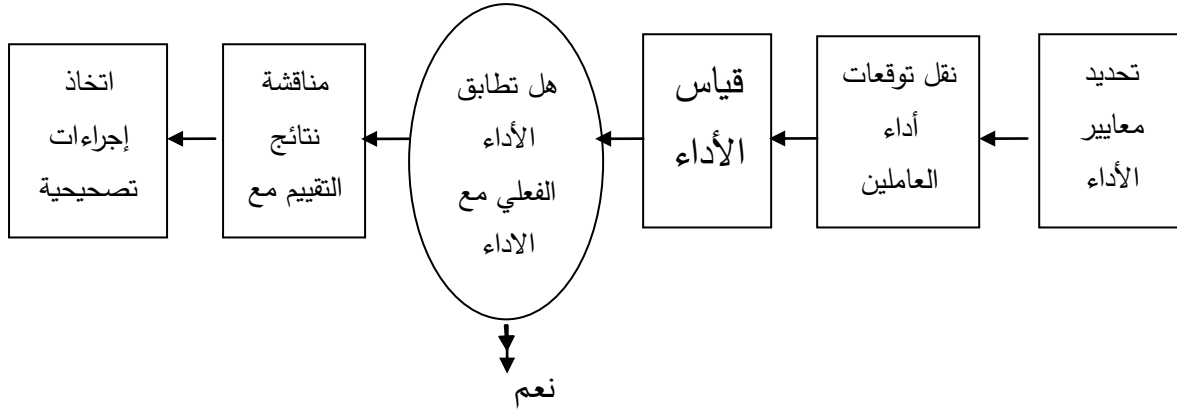 تحديد
معايير
الأداء
نقل توقعات
أداء
العاملين
قياس
الأداء
هل تطابق
الأداء
الفعلي مع
الاداء
مناقشة
نتائج
التقييم مع
اتخاذ
إجراءات
تصحيحية
نعم